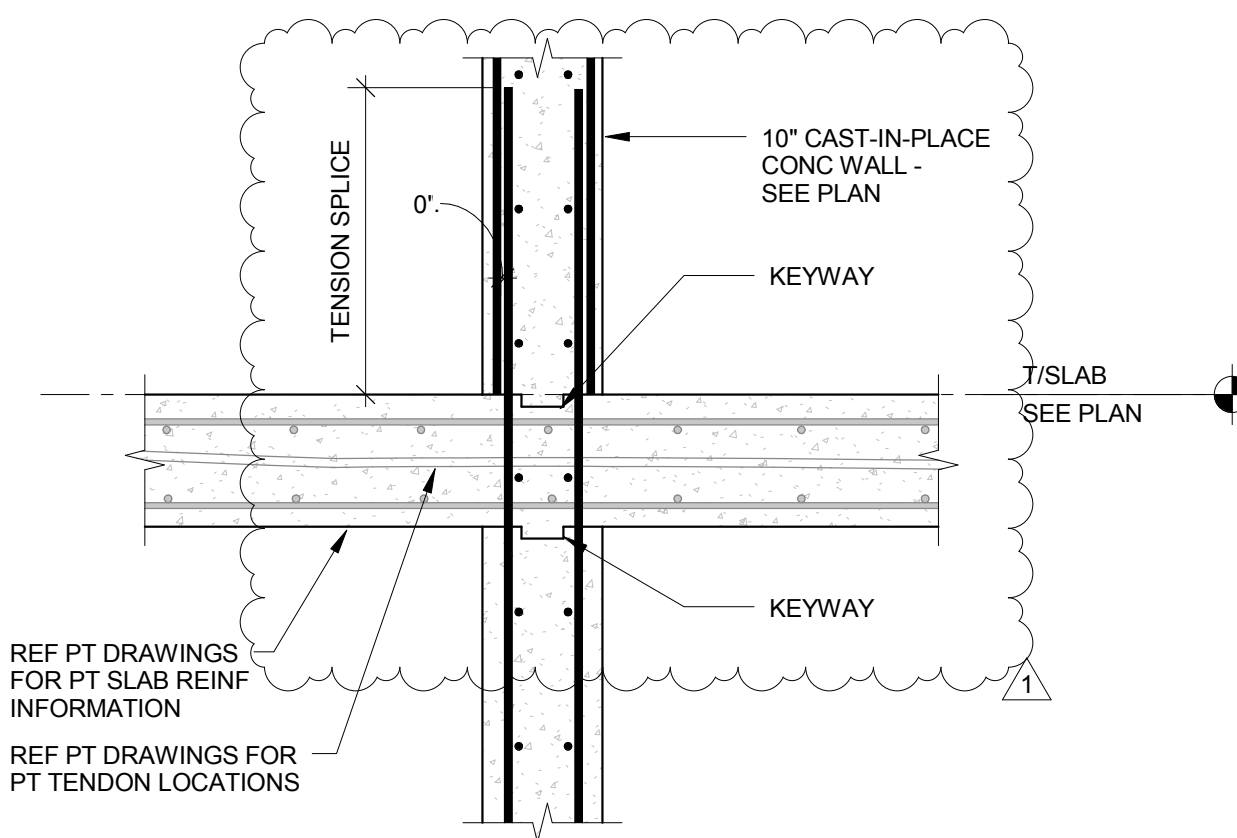 TENSION SPLICE
0".
10" CAST-IN-PLACE
CONC WALL -
SEE PLAN
KEYWAY
T/SLAB
SEE PLAN
KEYWAY
REF PT DRAWINGS
FOR PT SLAB REINF
INFORMATION
REF PT DRAWINGS FOR
PT TENDON LOCATIONS
1